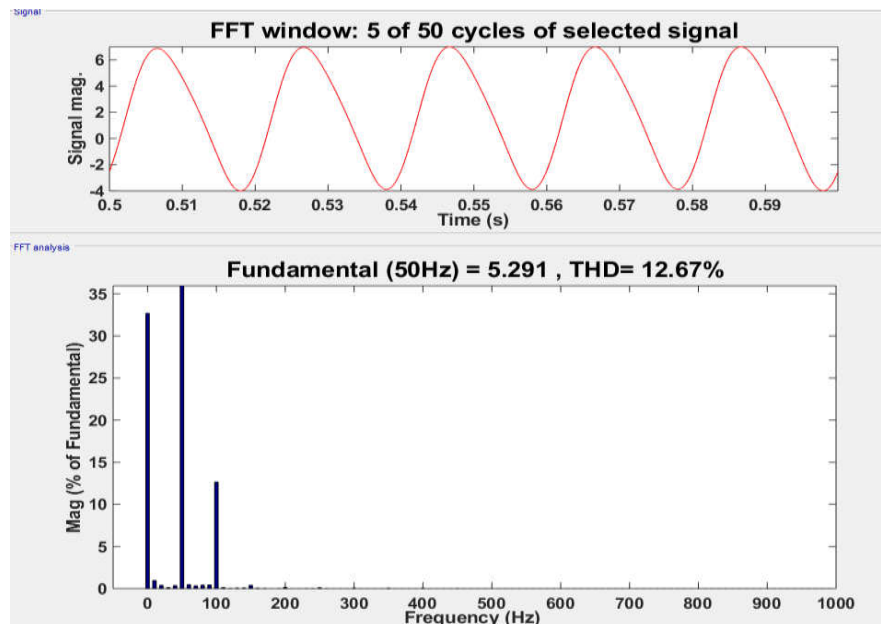 Signal
FFT window: 5 of 50 cycles of selected signal
Signal mag.
6
4
2
0
-2
-4
0.5 0.51 0.52 0.53 0.54 0.55 0.56 0.57 0.58 0.59
Time (s)
FFT analysis
Fundamental (50Hz) = 5.291 , THD= 12.67%
Mag (% of Fundamental)
35
30
25
20
15
10
5
0
0 100 200 300 400 500 600 700 800 900 1000
Frequency (Hz)